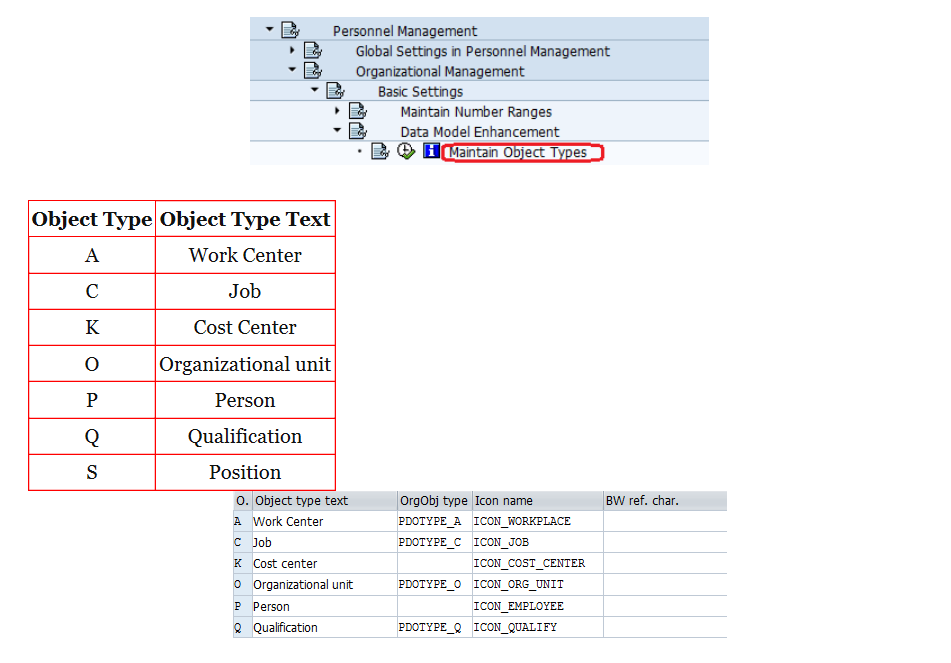 Personnel Management
Global Settings in Personnel Management
Organizational Management
Basic Settings
Maintain Number Ranges
Data Model Enhancement
Maintain Object Types
Object Type Object Type Text
A Work Center
C Job
K Cost Center
O Organizational unit
P Person
Q Qualification
S Position
O. Object type text OrgObj type Icon name BW ref. char.
A Work Center PDOTYPE_A ICON_WORKPLACE
C Job PDOTYPE_C ICON_JOB
K Cost center ICON_COST_CENTER
O Organizational unit PDOTYPE_O ICON_ORG_UNIT
P Person ICON_EMPLOYEE
Q Qualification PDOTYPE_Q ICON_QUALIFY